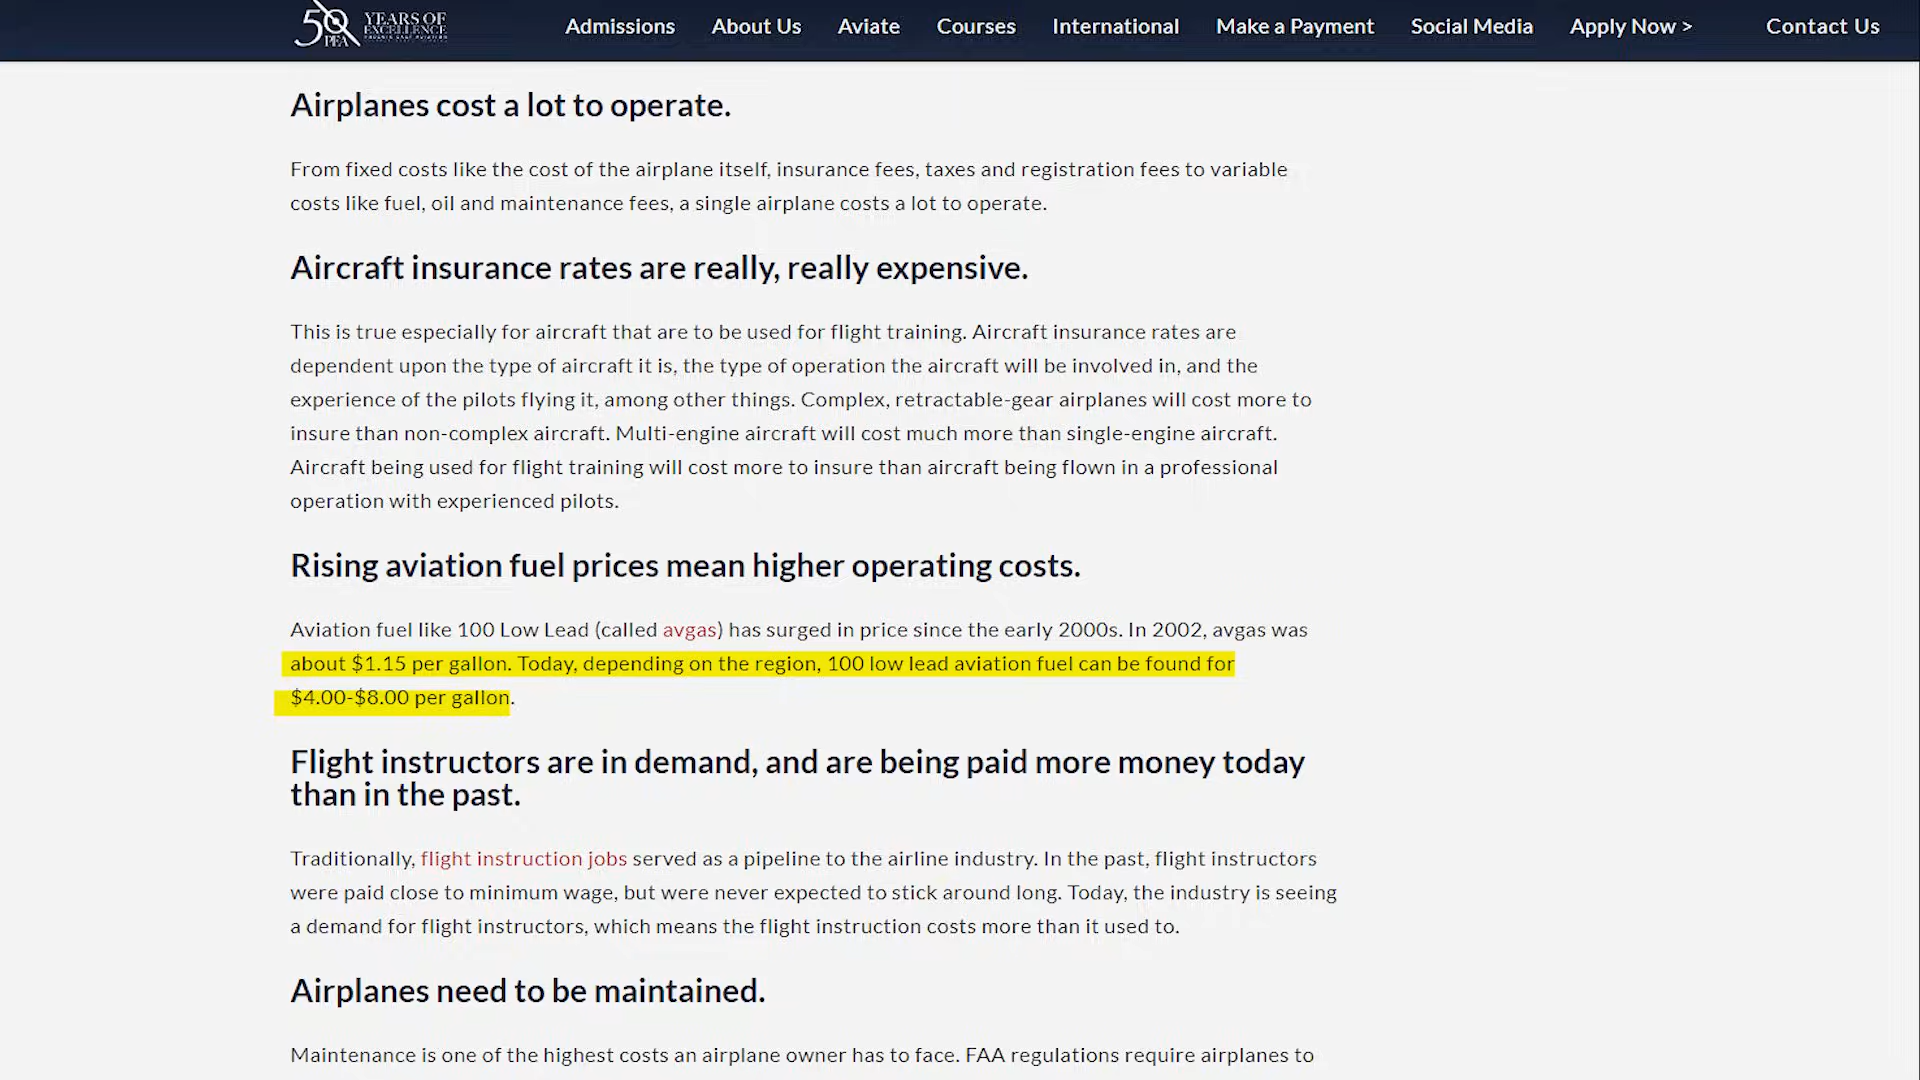 50 YEARS OF
EXCELLENCE
PEA
Admissions About Us Aviate Courses International Make a Payment Social Media Apply Now > Contact Us
Airplanes cost a lot to operate.
From fixed costs like the cost of the airplane itself, insurance fees, taxes and registration fees to variable
costs like fuel, oil and maintenance fees, a single airplane costs a lot to operate.
Aircraft insurance rates are really, really expensive.
This is true especially for aircraft that are to be used for flight training. Aircraft insurance rates are
dependent upon the type of aircraft it is, the type of operation the aircraft will be involved in, and the
experience of the pilots flying it, among other things. Complex, retractable-gear airplanes will cost more to
insure than non-complex aircraft. Multi-engine aircraft will cost much more than single-engine aircraft.
Aircraft being used for flight training will cost more to insure than aircraft being flown in a professional
operation with experienced pilots.
Rising aviation fuel prices mean higher operating costs.
Aviation fuel like 100 Low Lead (called avgas) has surged in price since the early 2000s. In 2002, avgas was
about $1.15 per gallon. Today, depending on the region, 100 low lead aviation fuel can be found for
$4.00-$8.00 per gallon.
Flight instructors are in demand, and are being paid more money today
than in the past.
Traditionally, flight instruction jobs served as a pipeline to the airline industry. In the past, flight instructors
were paid close to minimum wage, but were never expected to stick around long. Today, the industry is seeing
a demand for flight instructors, which means the flight instruction costs more than it used to.
Airplanes need to be maintained.
Maintenance is one of the highest costs an airplane owner has to face. FAA regulations require airplanes to